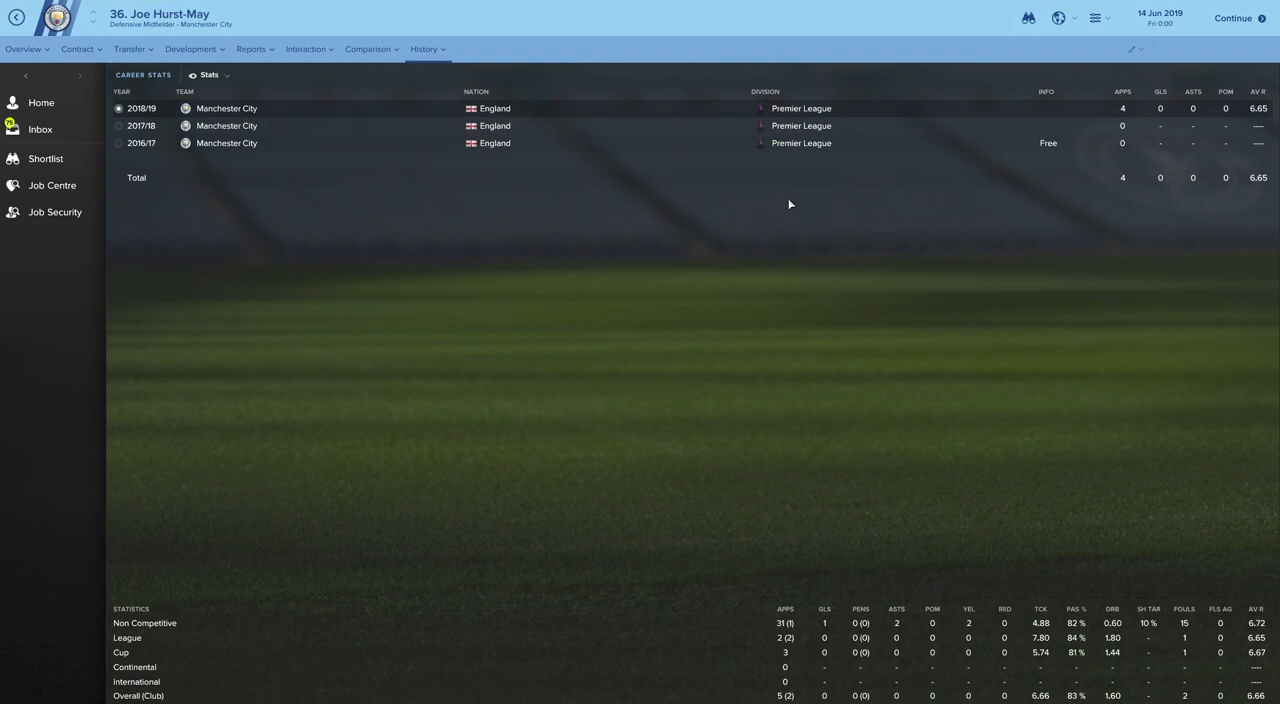 36. Joe Hurst-May
Defensive Midfielder - Manchester City
14 Jun 2019
Fri 0:00
Continue
Overview Contract Transfer Development Reports Interaction Comparison History
Home
75
Inbox
Shortlist
Job Centre
Job Security
CAREER STATS Stats
YEAR TEAM NATION DIVISION INFO APPS GLS ASTS POM AV R
2018/19 Manchester City England Premier League 4 0 0 0 6.65
2017/18 Manchester City England Premier League 0 - - - ----
2016/17 Manchester City England Premier League Free 0 - - - ----
Total 4 0 0 0 6.65
STATISTICS APPS GLS PENS ASTS POM YEL RED TCK PAS % DRB SH TAR FOULS FLS AG AV R
Non Competitive 31 (1) 1 0 (0) 2 0 2 0 4.88 82 % 0.60 10 % 15 0 6.72
League 2 (2) 0 0 (0) 0 0 0 0 7.80 84 % 1.80 - 1 0 6.65
Cup 3 0 0 (0) 0 0 0 0 5.74 81 % 1.44 - 1 0 6.67
Continental 0 - - - - - - - - - - - - ----
International 0 - - - - - - - - - - - - ----
Overall (Club) 5 (2) 0 0 (0) 0 0 0 0 6.66 83 % 1.60 - 2 0 6.66